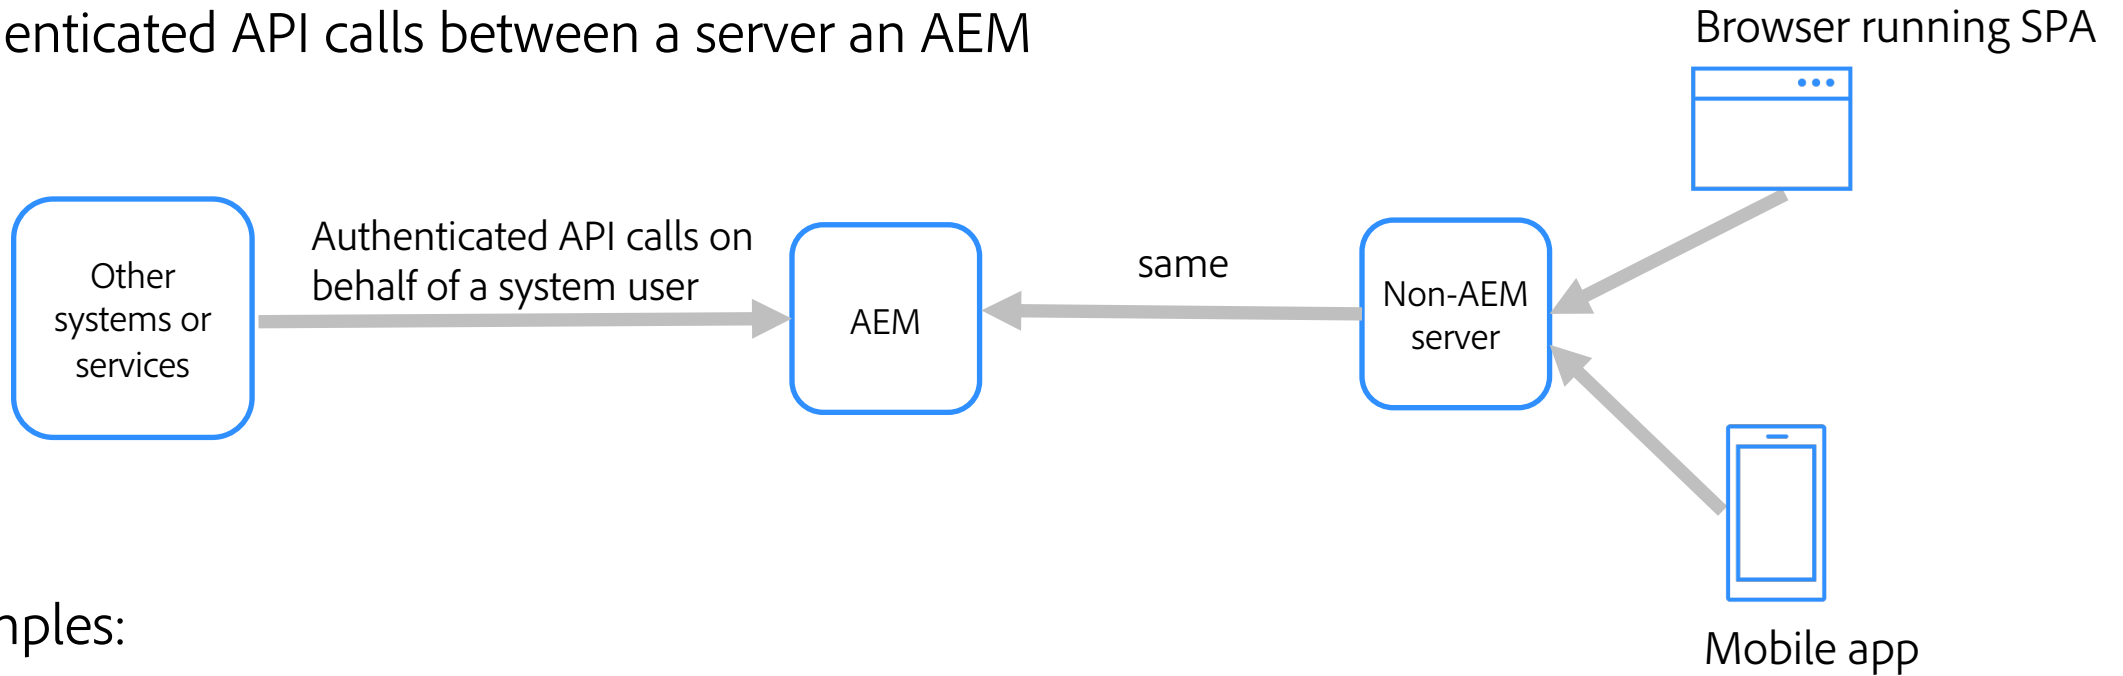 enticated API calls between a server an AEM
Browser running SPA
Other
systems or
services
Authenticated API calls on
behalf of a system user
AEM
same
Non-AEM
server
nples:
Mobile app